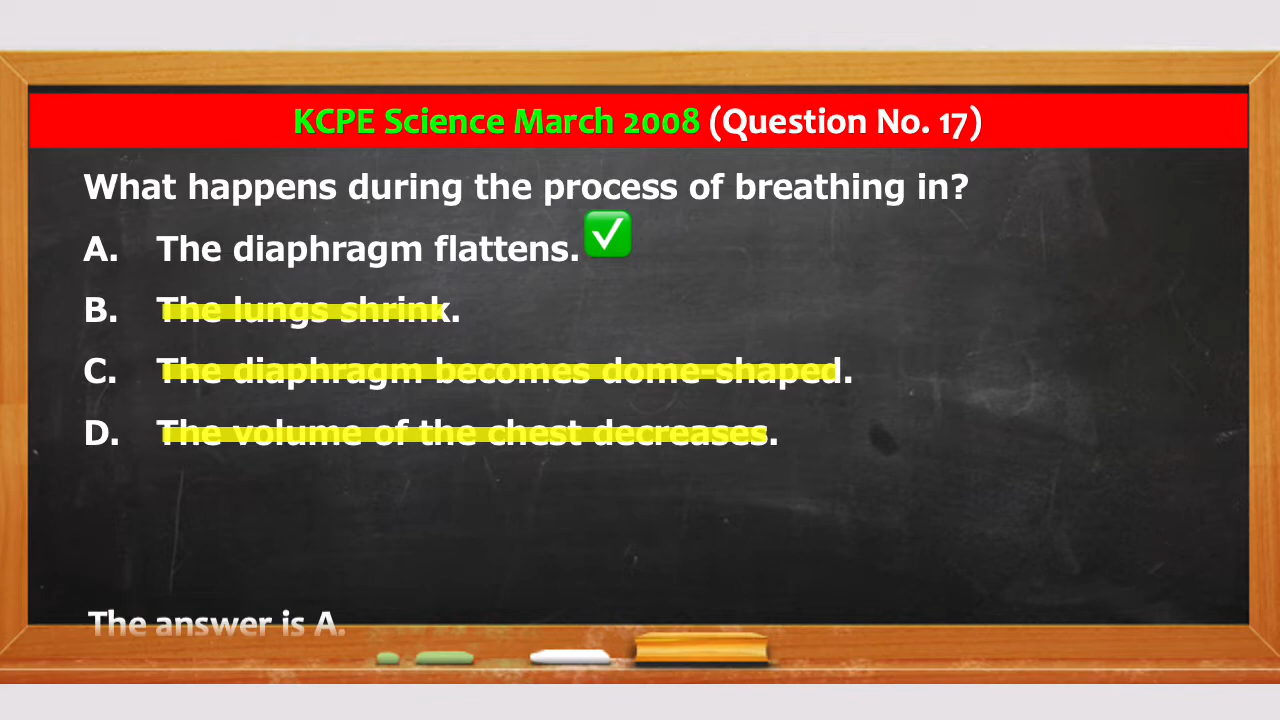 KCPE Science March 2008 (Question No. 17)
What happens during the process of breathing in?
A. The diaphragm flattens.
B. The lungs shrink.
C. The diaphragm becomes dome-shaped.
D. The volume of the chest decreases.
The answer is A.